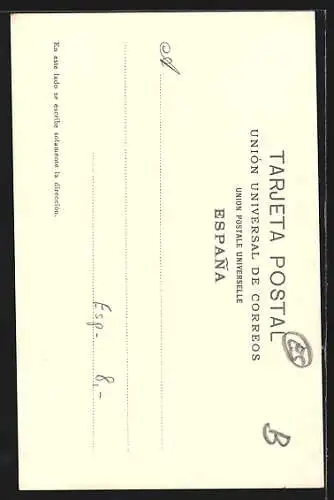 TARJETA POSTAL
UNIÓN UNIVERSAL DE CORREOS
UNION POSTALE UNIVERSELLE
ESPAÑA
B
A
Esp- 8,-
En este lado se escribe solamente la dirección.